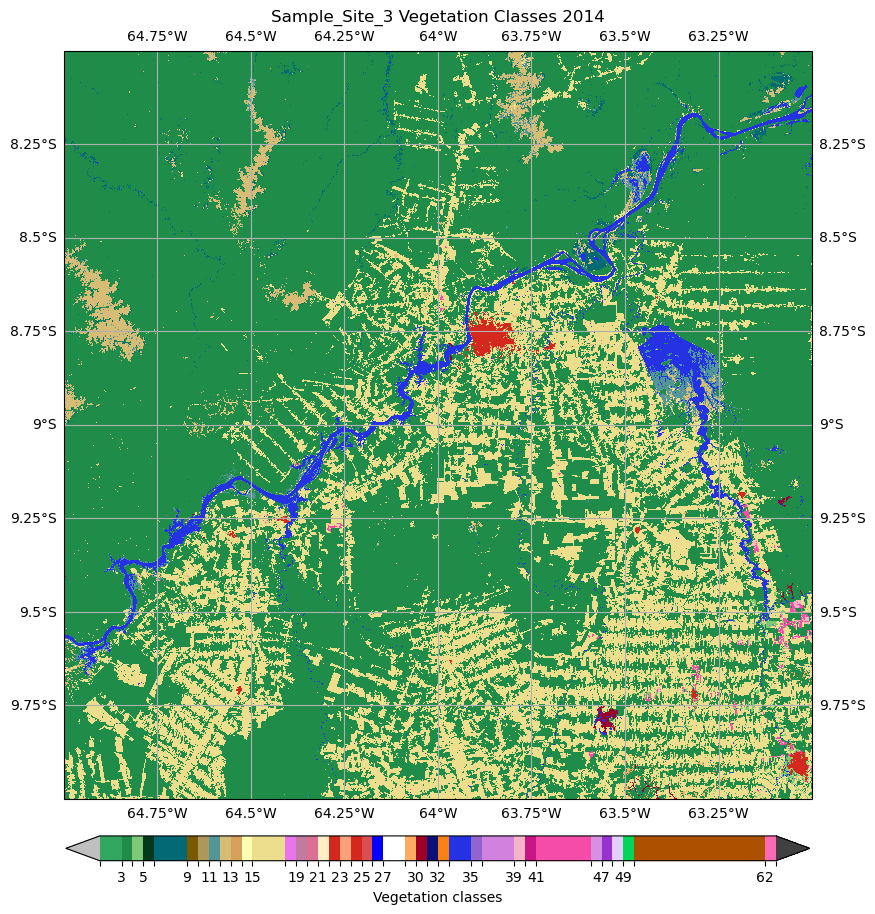 Sample_Site_3 Vegetation Classes 2014
64.75°W 64.5°W 64.25°W 64°W 63.75°W 63.5°W 63.25°W
8.25°S 8.25°S
8.5°S 8.5°S
8.75°S 8.75°S
9°S 9°S
9.25°S 9.25°S
9.5°S 9.5°S
9.75°S 9.75°S
64.75°W 64.5°W 64.25°W 64°W 63.75°W 63.5°W 63.25°W
3 5 9 11 13 15 19 21 23 25 27 30 32 35 39 41 47 49 62
Vegetation classes